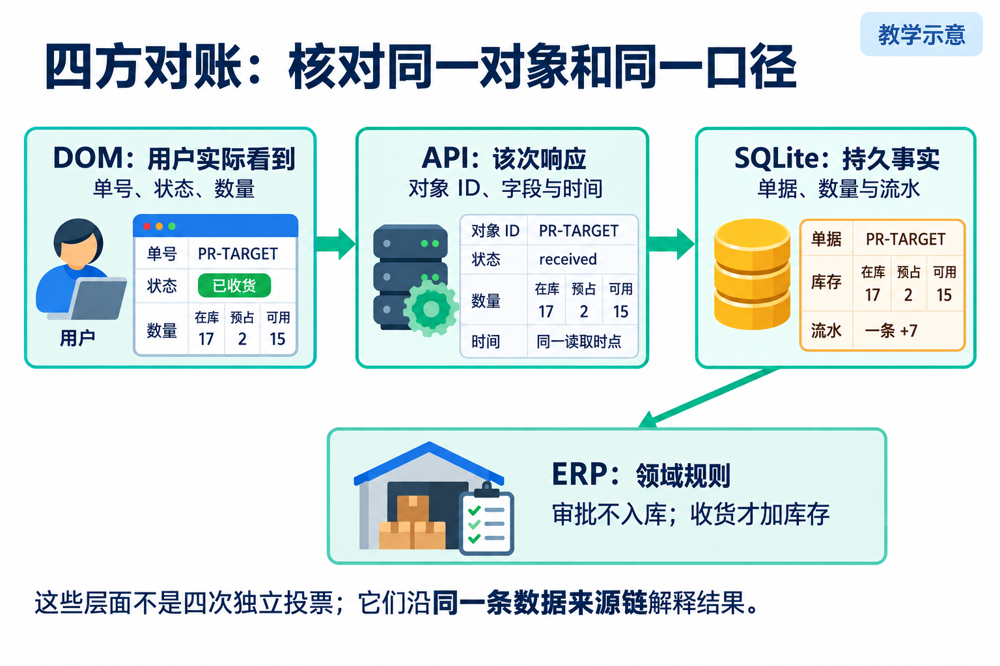 教学示意
四方对账：核对同一对象和同一口径
DOM：用户实际看到
单号、状态、数量
用户
单号 PR-TARGET
状态 已收货
数量 在库 预占 可用
17 2 15
API：该次响应
对象 ID、字段与时间
对象 ID PR-TARGET
状态 received
数量 在库 预占 可用
17 2 15
时间 同一读取时点
SQLite：持久事实
单据、数量与流水
单据 PR-TARGET
库存 在库 预占 可用
17 2 15
流水 一条 +7
ERP：领域规则
审批不入库；收货才加库存
这些层面不是四次独立投票；它们沿同一条数据来源链解释结果。